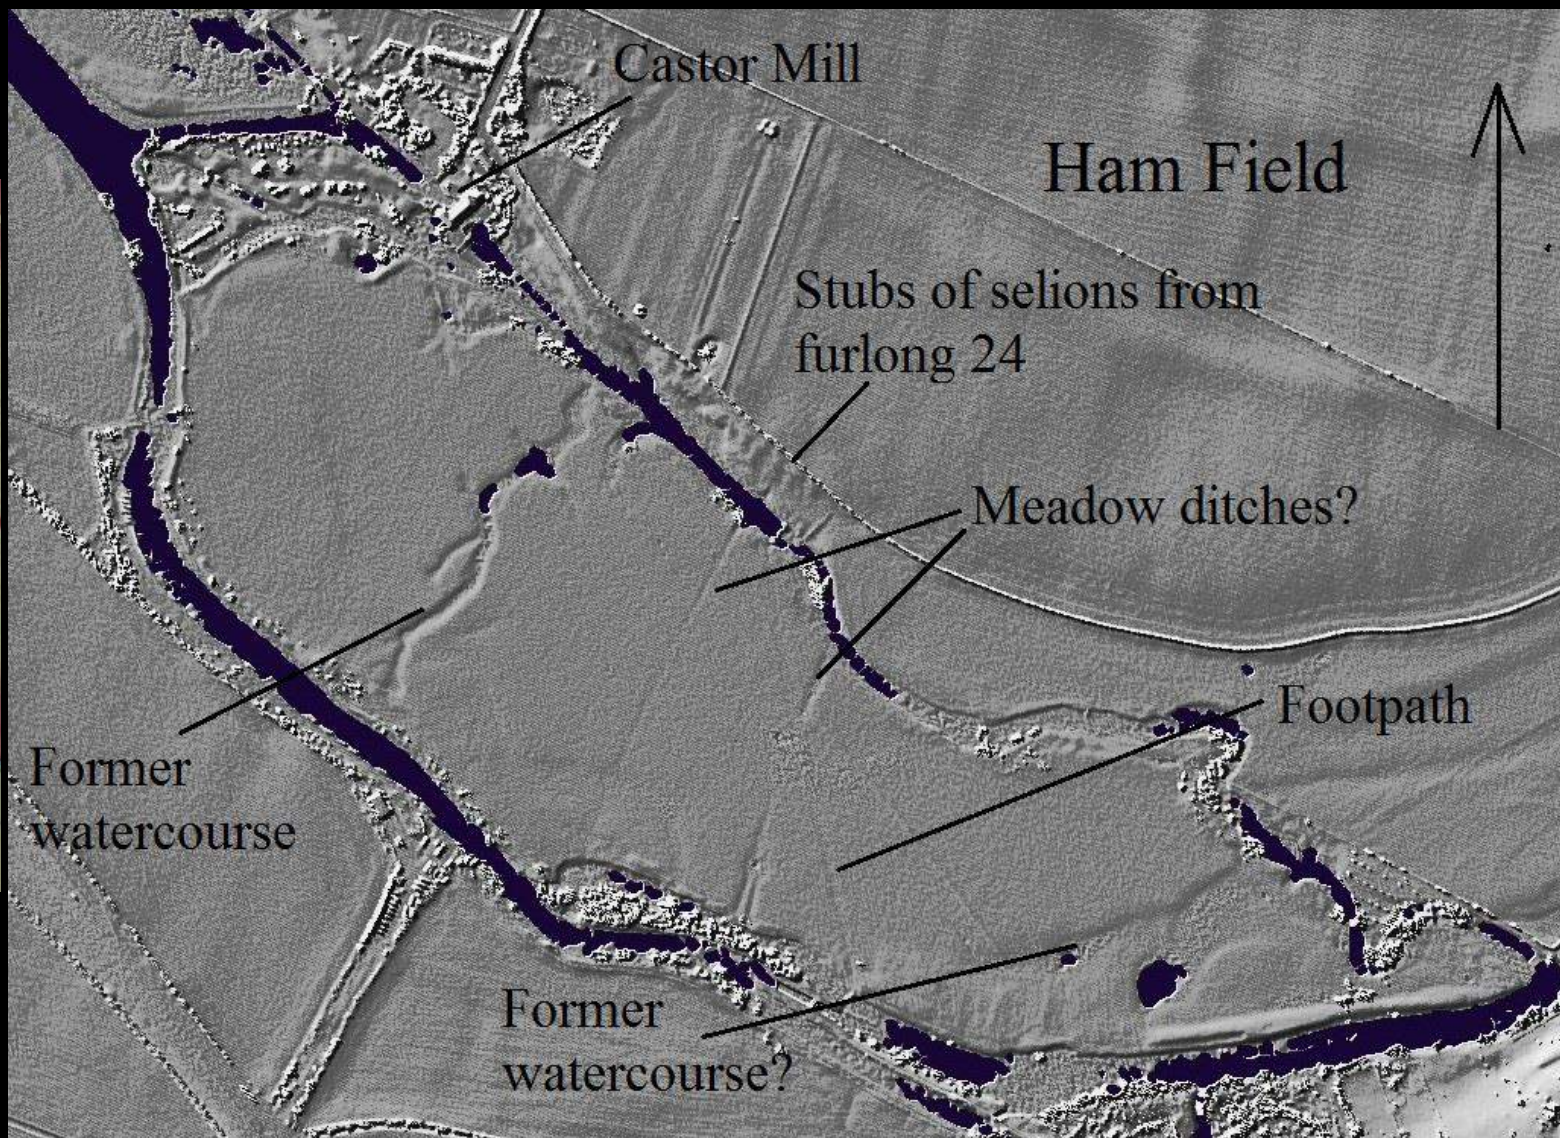 Castor Mill
Ham Field
Stubs of selions from
furlong 24
Meadow ditches?
Footpath
Former
watercourse
Former
watercourse?